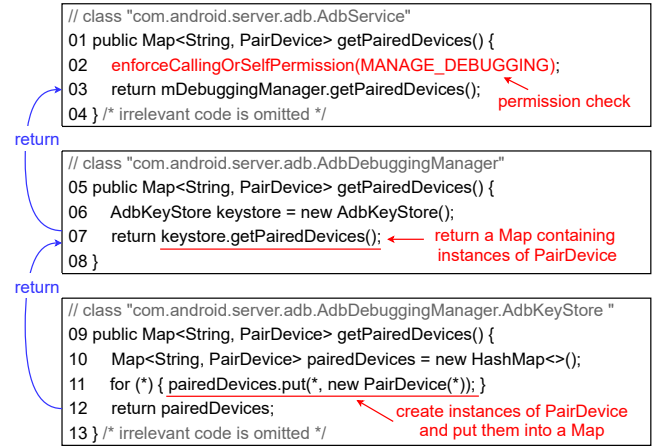 // class "com.android.server.adb.AdbService"
01 public Map<String, PairDevice> getPairedDevices() {
02 enforceCallingOrSelfPermission(MANAGE_DEBUGGING);
03 return mDebuggingManager.getPairedDevices();
permission check
04 } /* irrelevant code is omitted */
return
// class "com.android.server.adb.AdbDebuggingManager"
05 public Map<String, PairDevice> getPairedDevices() {
06 AdbKeyStore keystore = new AdbKeyStore();
07 return keystore.getPairedDevices();
return a Map containing
instances of PairDevice
08 }
return
// class "com.android.server.adb.AdbDebuggingManager.AdbKeyStore "
09 public Map<String, PairDevice> getPairedDevices() {
10 Map<String, PairDevice> pairedDevices = new HashMap<>();
11 for (*) { pairedDevices.put(*, new PairDevice(*)); }
12 return pairedDevices;
create instances of PairDevice
and put them into a Map
13 } /* irrelevant code is omitted */